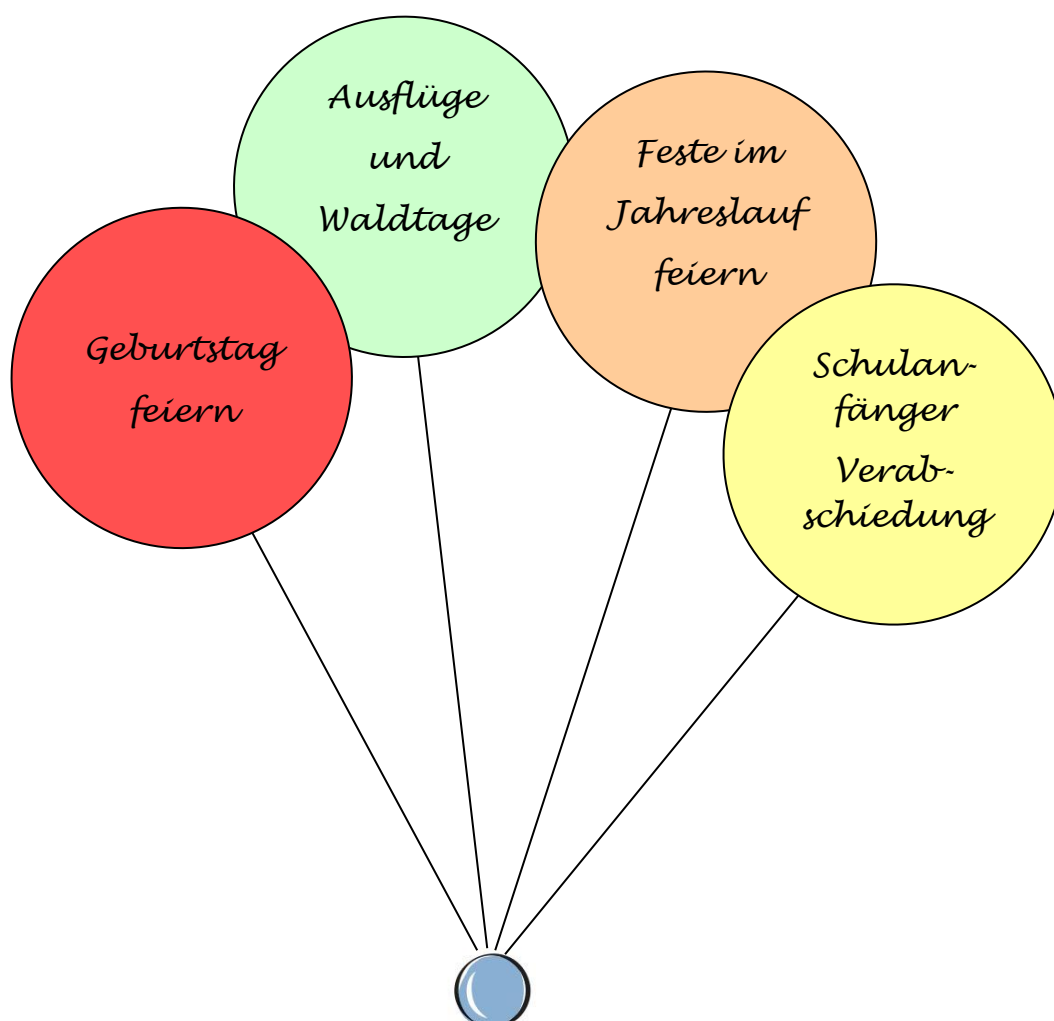 Ausflüge
und
Waldtage
Feste im
Jahreslauf
feiern
Geburtstag
feiern
Schulan-
fänger
Verab-
schiedung